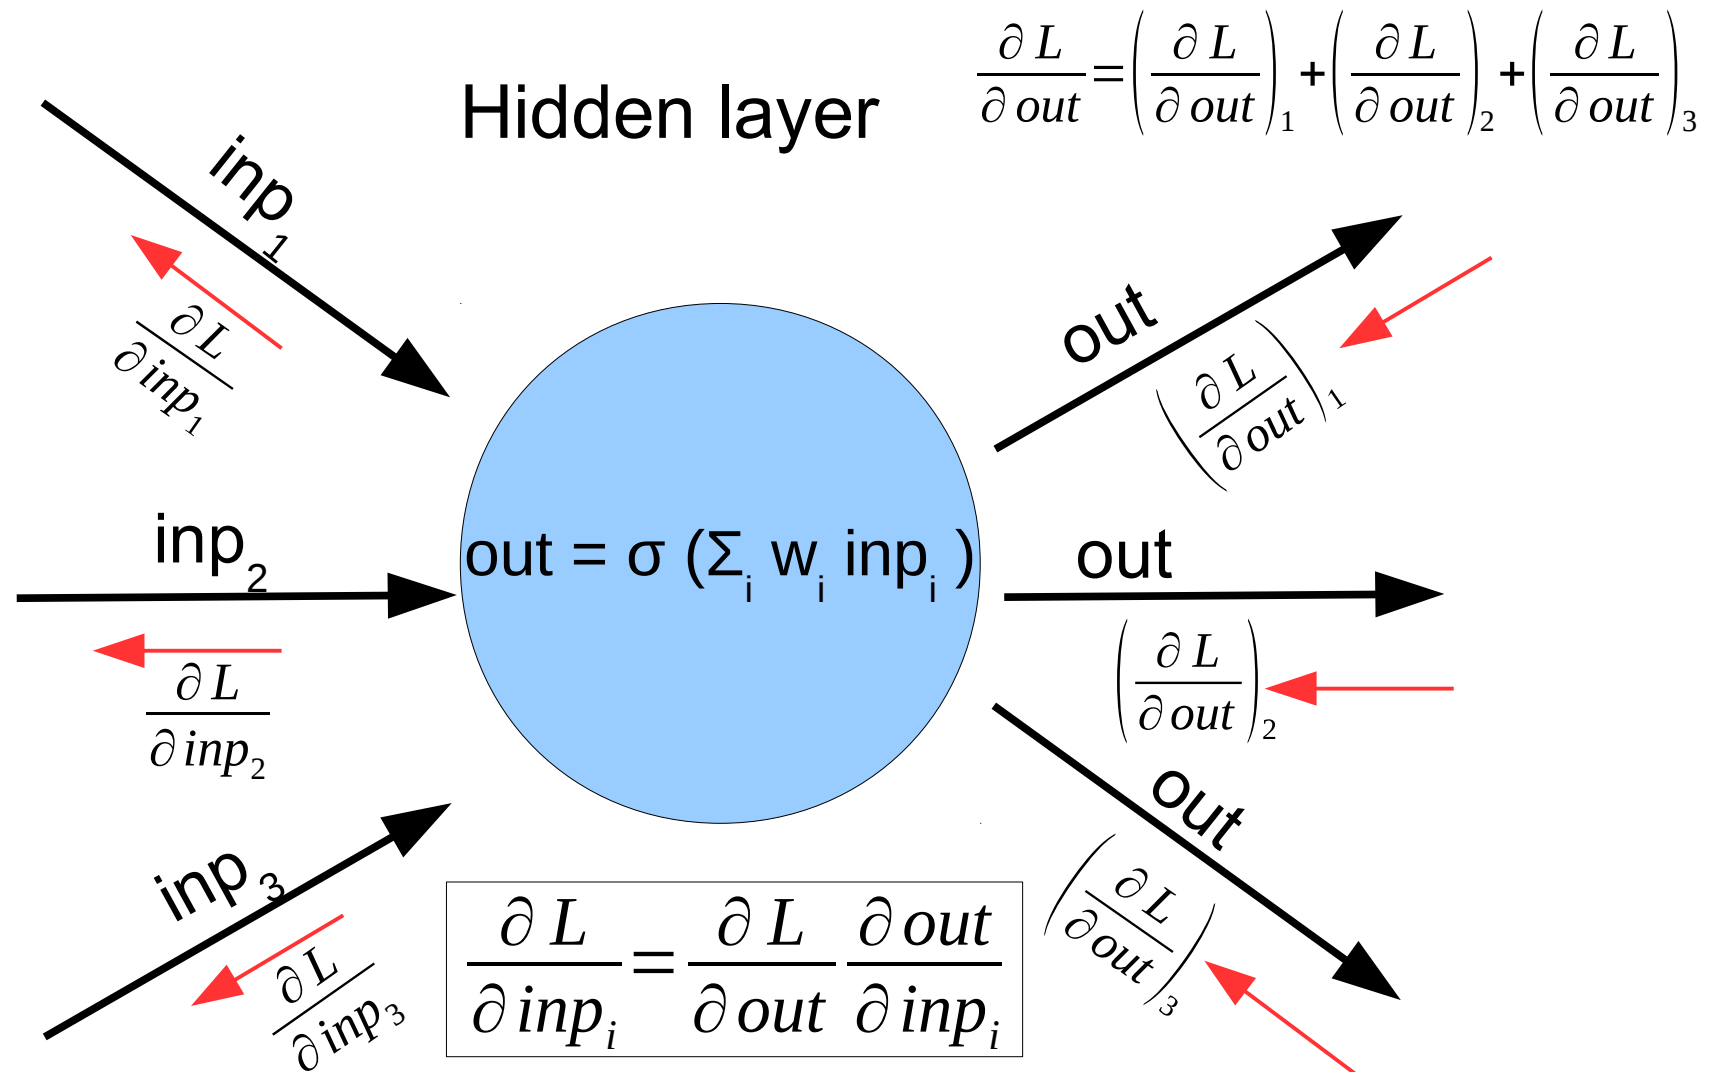 Hidden layer
∂L/∂out = (∂L/∂out)₁ + (∂L/∂out)₂ + (∂L/∂out)₃
inp₁
∂L/∂inp₁
out
(∂L/∂out)₁
inp₂
∂L/∂inp₂
out = σ (Σᵢ wᵢ inpᵢ )
out
(∂L/∂out)₂
inp₃
∂L/∂inp₃
out
(∂L/∂out)₃
∂L/∂inpᵢ = ∂L/∂out ∂out/∂inpᵢ